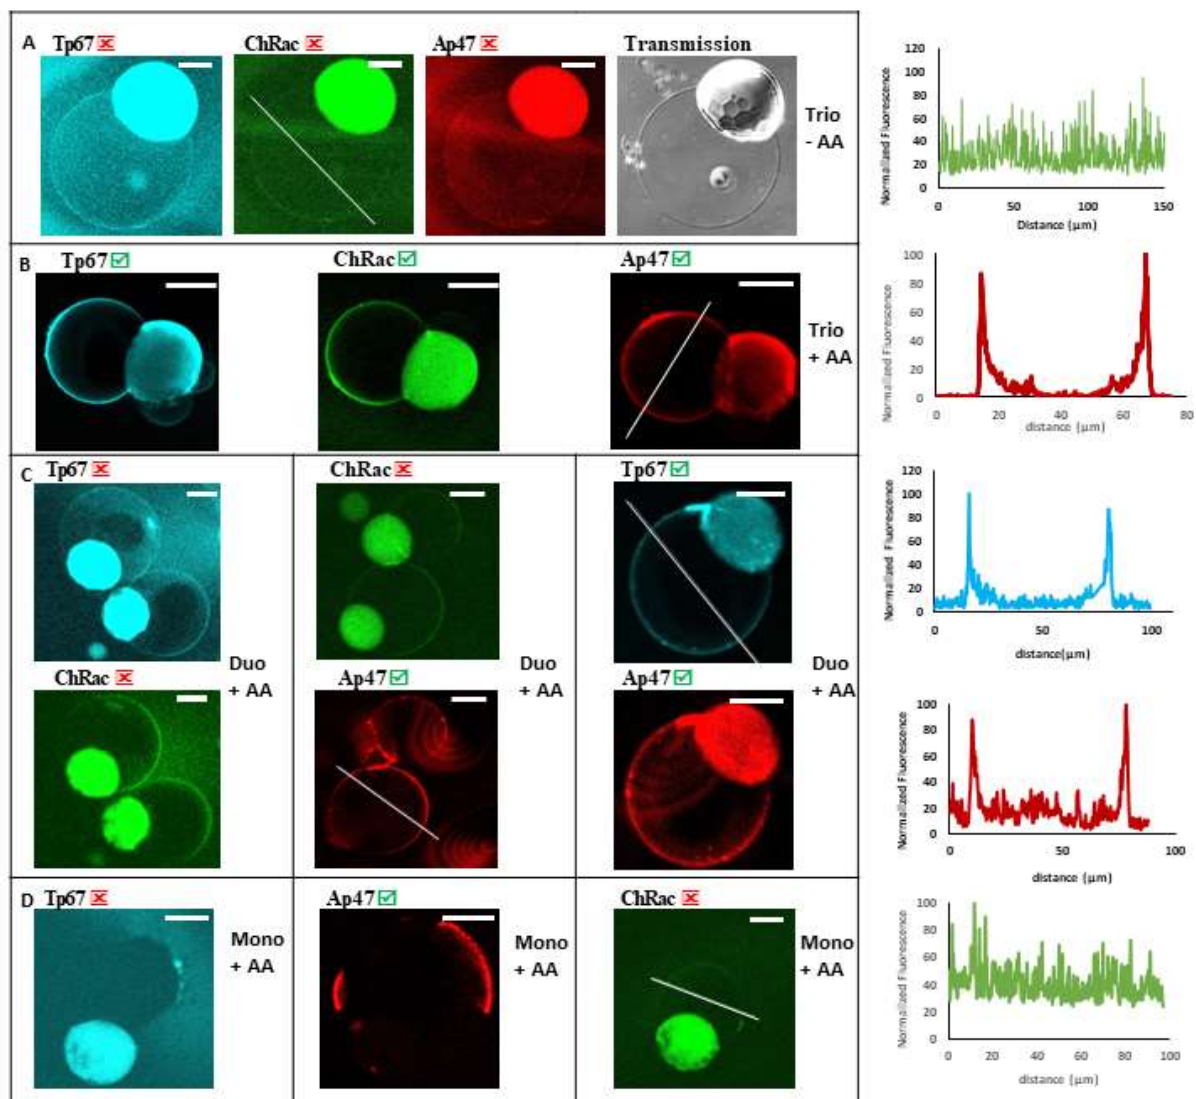 A Tp67 ChRac Ap47 Transmission
Trio
- AA
B Tp67 ChRac Ap47
Trio
+ AA
C Tp67 ChRac Tp67
Duo
+ AA
Duo
+ AA
Duo
+ AA
ChRac Ap47 Ap47
D Tp67 Ap47 ChRac
Mono
+ AA
Mono
+ AA
Mono
+ AA
Normalized Fluorescence
120
100
80
60
40
20
0
0 50 100 150
Distance (µm)
Normalized Fluorescence
100
80
60
40
20
0
0 20 40 60 80
distance (µm)
Normalized Fluorescence
120
100
80
60
40
20
0
0 50 100
distance(µm)
Normalized Fluorescence
100
80
60
40
20
0
0 50 100
distance (µm)
Normalized Fluorescence
100
80
60
40
20
0
0 20 40 60 80 100
distance (µm)